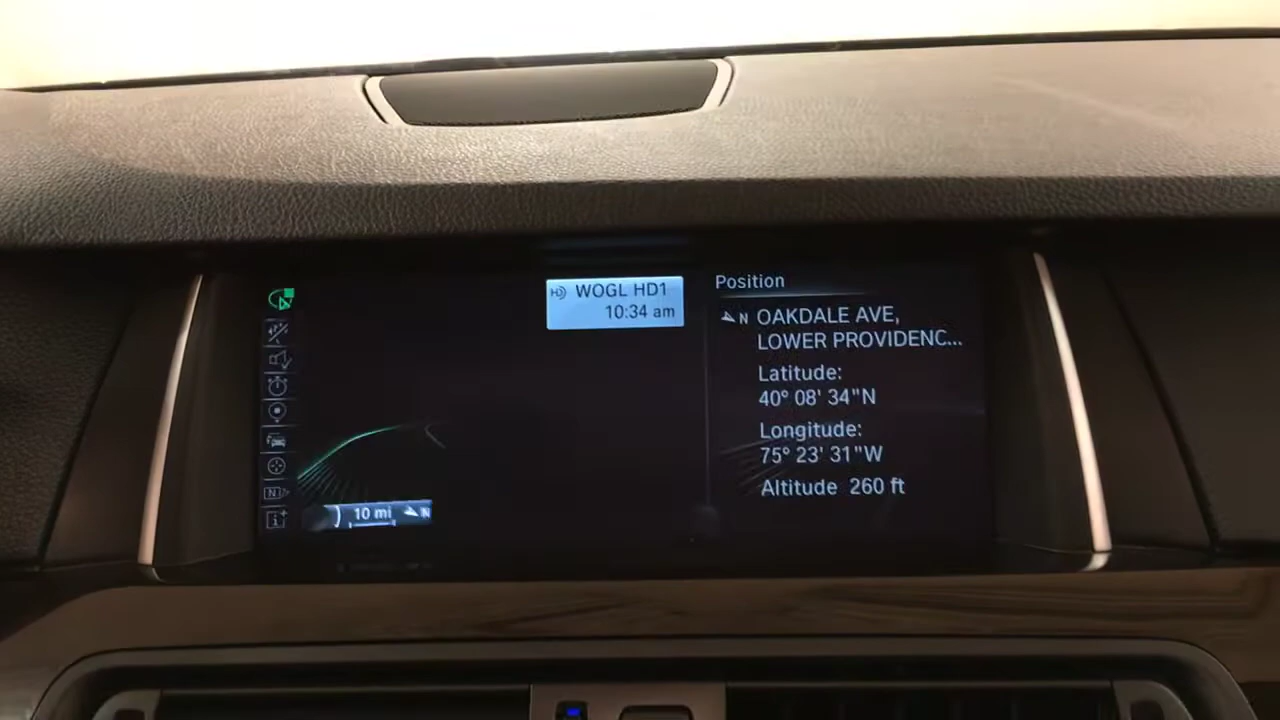 WOGL HD1
10:34 am
Position
N OAKDALE AVE,
LOWER PROVIDENC...
Latitude:
40° 08' 34"N
Longitude:
75° 23' 31"W
Altitude 260 ft
10 mi N